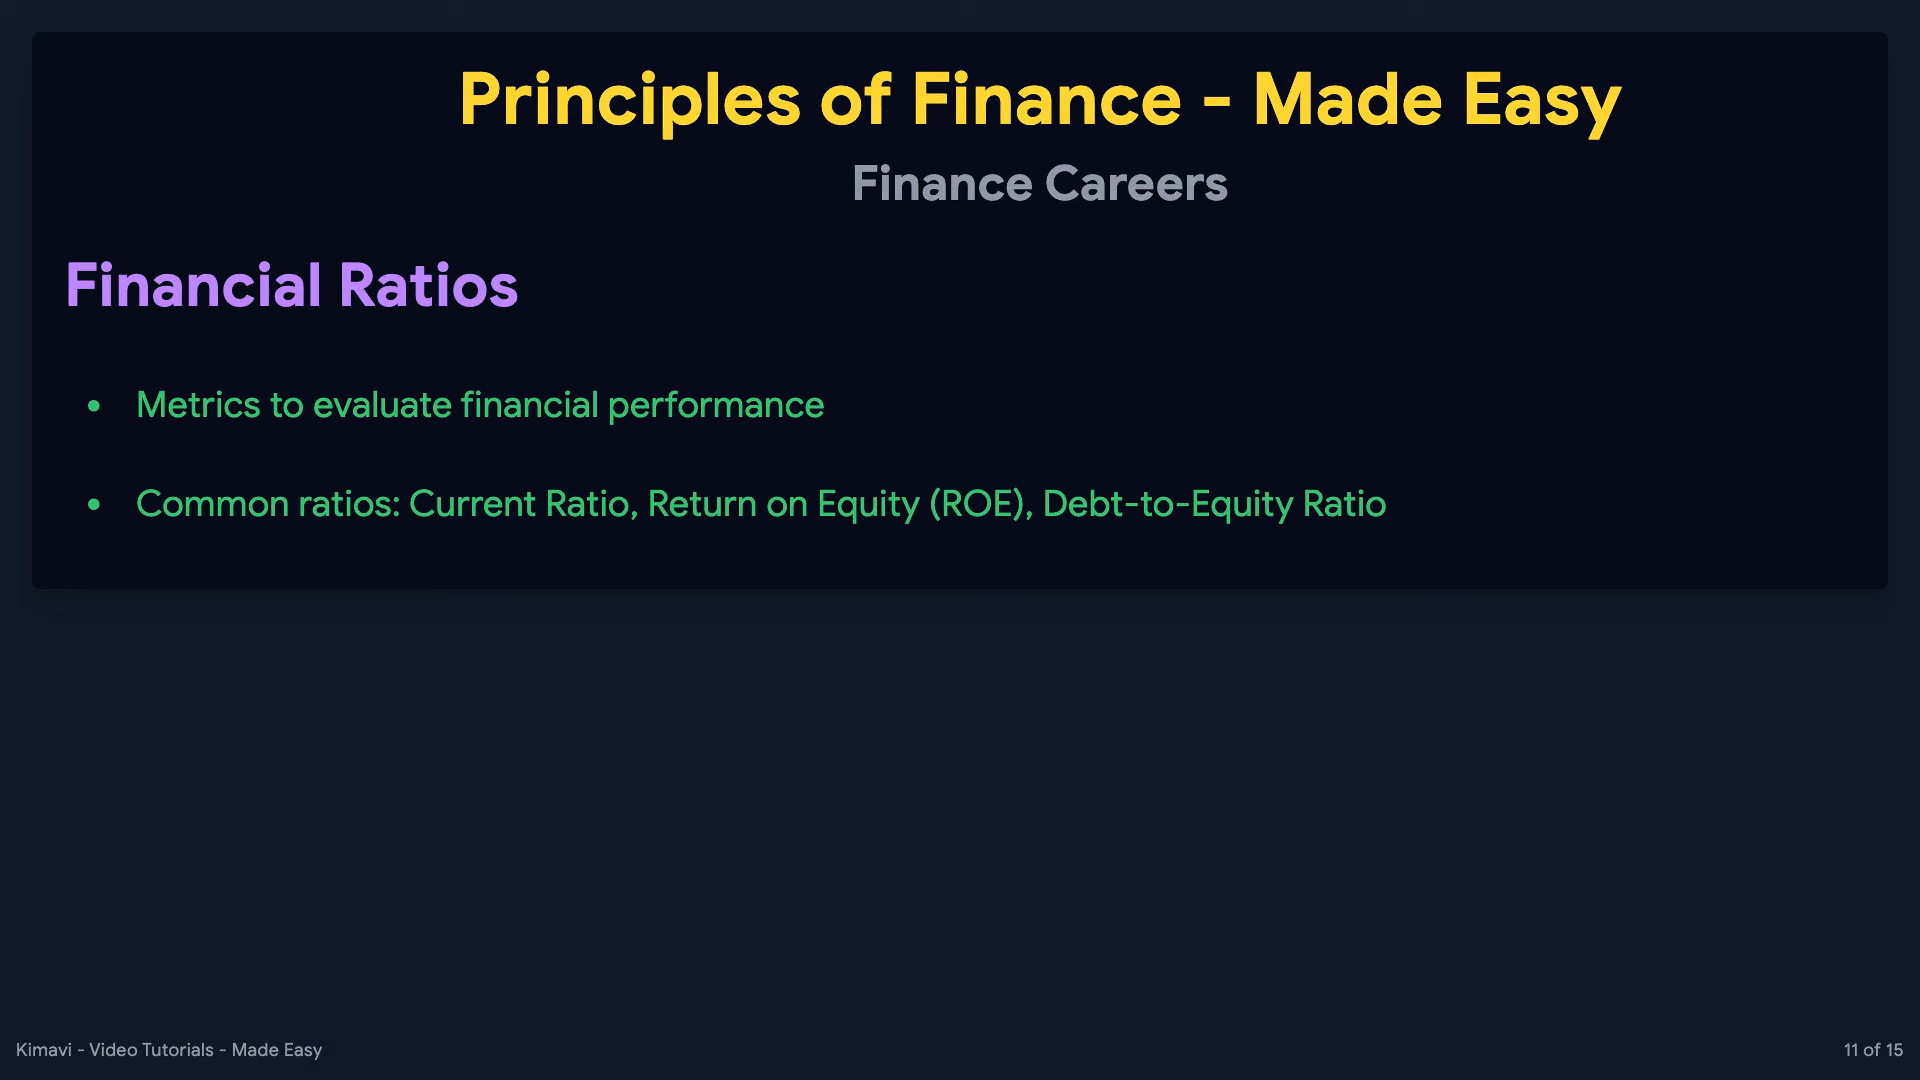 Principles of Finance - Made Easy
Finance Careers
Financial Ratios
• Metrics to evaluate financial performance
• Common ratios: Current Ratio, Return on Equity (ROE), Debt-to-Equity Ratio
Kimavi - Video Tutorials - Made Easy
11 of 15